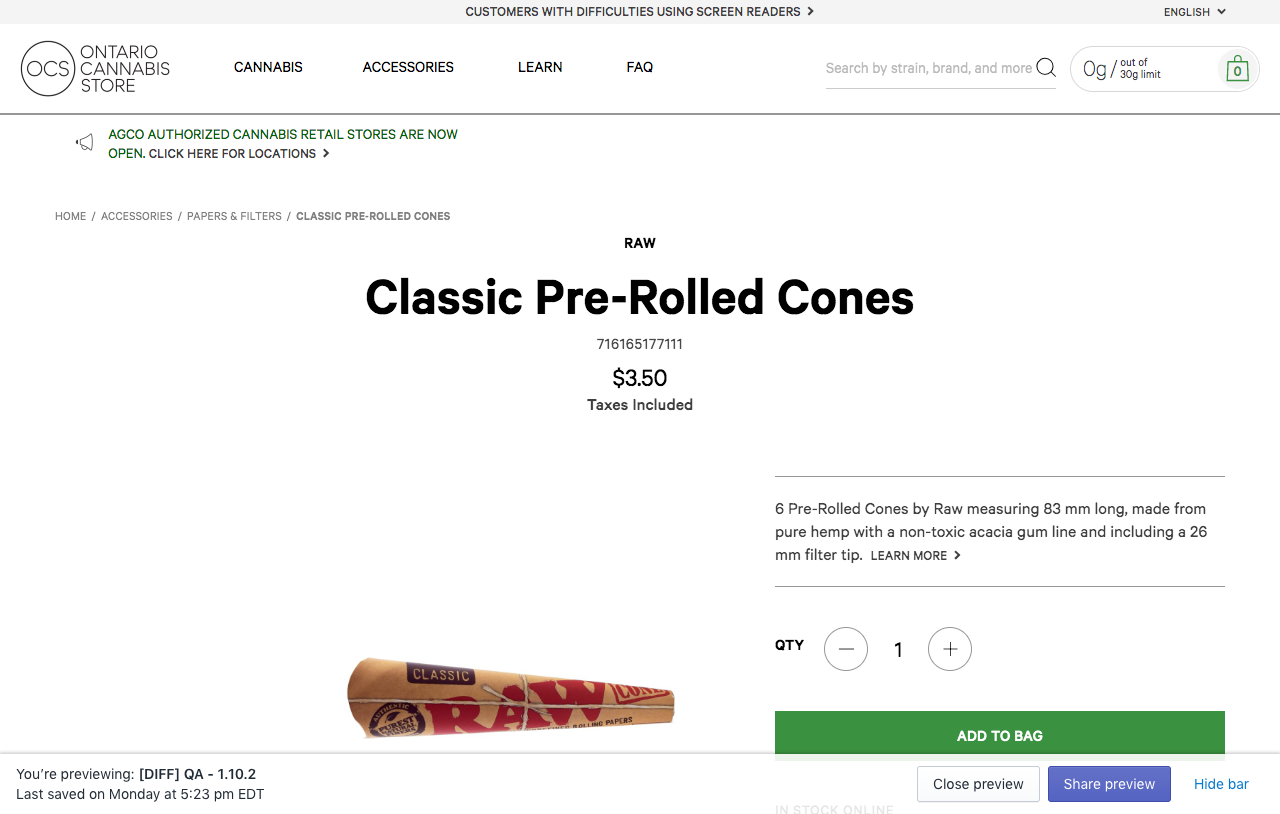 CUSTOMERS WITH DIFFICULTIES USING SCREEN READERS
ENGLISH
OCS ONTARIO CANNABIS STORE
CANNABIS
ACCESSORIES
LEARN
FAQ
Search by strain, brand, and more
0g / out of 30g limit
0
AGCO AUTHORIZED CANNABIS RETAIL STORES ARE NOW
OPEN. CLICK HERE FOR LOCATIONS
HOME / ACCESSORIES / PAPERS & FILTERS / CLASSIC PRE-ROLLED CONES
RAW
Classic Pre-Rolled Cones
716165177111
$3.50
Taxes Included
6 Pre-Rolled Cones by Raw measuring 83 mm long, made from
pure hemp with a non-toxic acacia gum line and including a 26
mm filter tip. LEARN MORE
QTY
1
CLASSIC
RAW
CONES
AUTHENTIC
PUREST
NATURAL
ROLLING PAPERS
ADD TO BAG
You're previewing: [DIFF] QA - 1.10.2
Last saved on Monday at 5:23 pm EDT
Close preview
Share preview
Hide bar
IN STOCK ONLINE